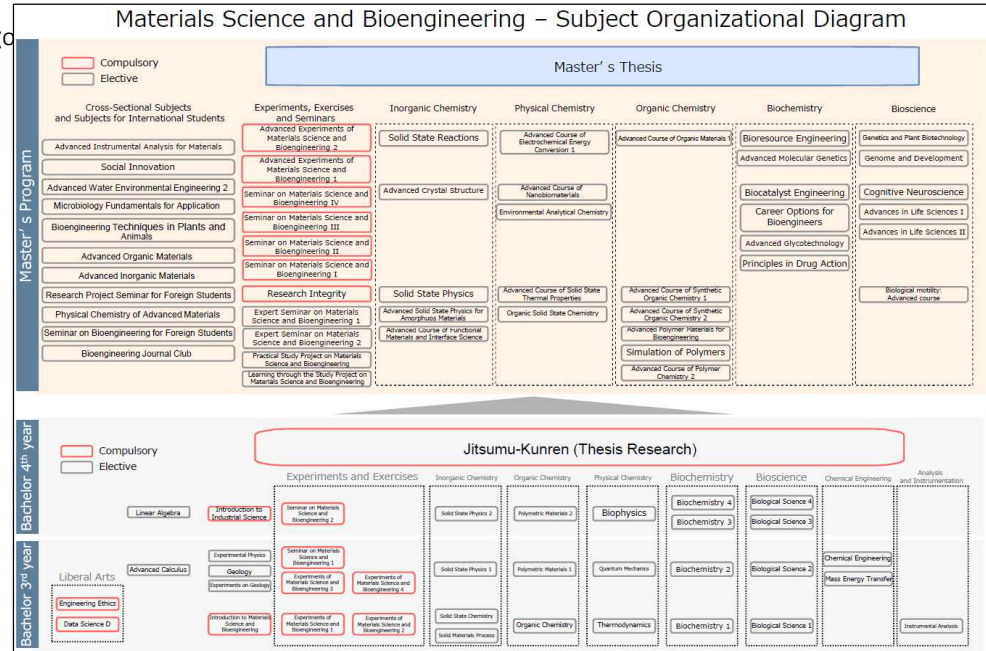 Materials Science and Bioengineering – Subject Organizational Diagram
(o
Master's Program
Compulsory
Elective
Master's Thesis
Cross-Sectional Subjects
and Subjects for International Students
Advanced Instrumental Analysis for Materials
Social Innovation
Advanced Water Environmental Engineering 2
Microbiology Fundamentals for Application
Bioengineering Techniques in Plants and
Animals
Advanced Organic Materials
Advanced Inorganic Materials
Research Project Seminar for Foreign Students
Physical Chemistry of Advanced Materials
Seminar on Bioengineering for Foreign Students
Bioengineering Journal Club
Experiments, Exercises
and Seminars
Advanced Experiments of
Materials Science and
Bioengineering 2
Advanced Experiments of
Materials Science and
Bioengineering 1
Seminar on Materials Science and
Bioengineering IV
Seminar on Materials Science and
Bioengineering III
Seminar on Materials Science and
Bioengineering II
Seminar on Materials Science and
Bioengineering I
Research Integrity
Expert Seminar on Materials
Science and Bioengineering 1
Expert Seminar on Materials
Science and Bioengineering 2
Practical Study Project on Materials
Science and Bioengineering
Learning through the Study Project on
Materials Science and Bioengineering
Inorganic Chemistry
Solid State Reactions
Advanced Crystal Structure
Solid State Physics
Advanced Solid State Physics for
Amorphuos Materials
Advanced Course of Functional
Materials and Interface Science
Physical Chemistry
Advanced Course of
Electrochemical Energy
Conversion 1
Advanced Course of
Nanobiomaterials
Environmental Analytical Chemistry
Advanced Course of Solid State
Thermal Properties
Organic Solid State Chemistry
Organic Chemistry
Advanced Course of Organic Materials 1
Advanced Course of Synthetic
Organic Chemistry 1
Advanced Course of Synthetic
Organic Chemistry 2
Advanced Polymer Materials for
Bioengineering
Simulation of Polymers
Advanced Course of Polymer
Chemistry 2
Biochemistry
Bioresource Engineering
Advanced Molecular Genetics
Biocatalyst Engineering
Career Options for
Bioengineers
Advanced Glycotechnology
Principles in Drug Action
Bioscience
Genetics and Plant Biotechnology
Genome and Development
Cognitive Neuroscience
Advances in Life Sciences I
Advances in Life Sciences II
Biological motility:
Advanced course
Bachelor 4th year
Compulsory
Elective
Jitsumu-Kunren (Thesis Research)
Experiments and Exercises
Inorganic Chemistry
Organic Chemistry
Physical Chemistry
Biochemistry
Bioscience
Chemical Engineering
Analysis
and Instrumentation
Linear Algebra
Introduction to
Industrial Science
Seminar on Materials
Science and
Bioengineering 2
Solid State Physics 2
Polymetric Materials 2
Biophysics
Biochemistry 4
Biochemistry 3
Biological Science 4
Biological Science 3
Bachelor 3rd year
Liberal Arts
Engineering Ethics
Data Science D
Advanced Calculus
Experimental Physics
Geology
Experiments on Geology
Introduction to Materials
Science and
Bioengineering
Seminar on Materials
Science and
Bioengineering 1
Experiments of
Materials Science and
Bioengineering 3
Experiments of
Materials Science and
Bioengineering 4
Experiments of
Materials Science and
Bioengineering 1
Experiments of
Materials Science and
Bioengineering 2
Solid State Physics 1
Solid State Chemistry
Solid Materials Process
Polymetric Materials 1
Organic Chemistry
Quantum Mechanics
Thermodynamics
Biochemistry 2
Biochemistry 1
Biological Science 2
Biological Science 1
Chemical Engineering
Mass Energy Transfer
Instrumental Analysis